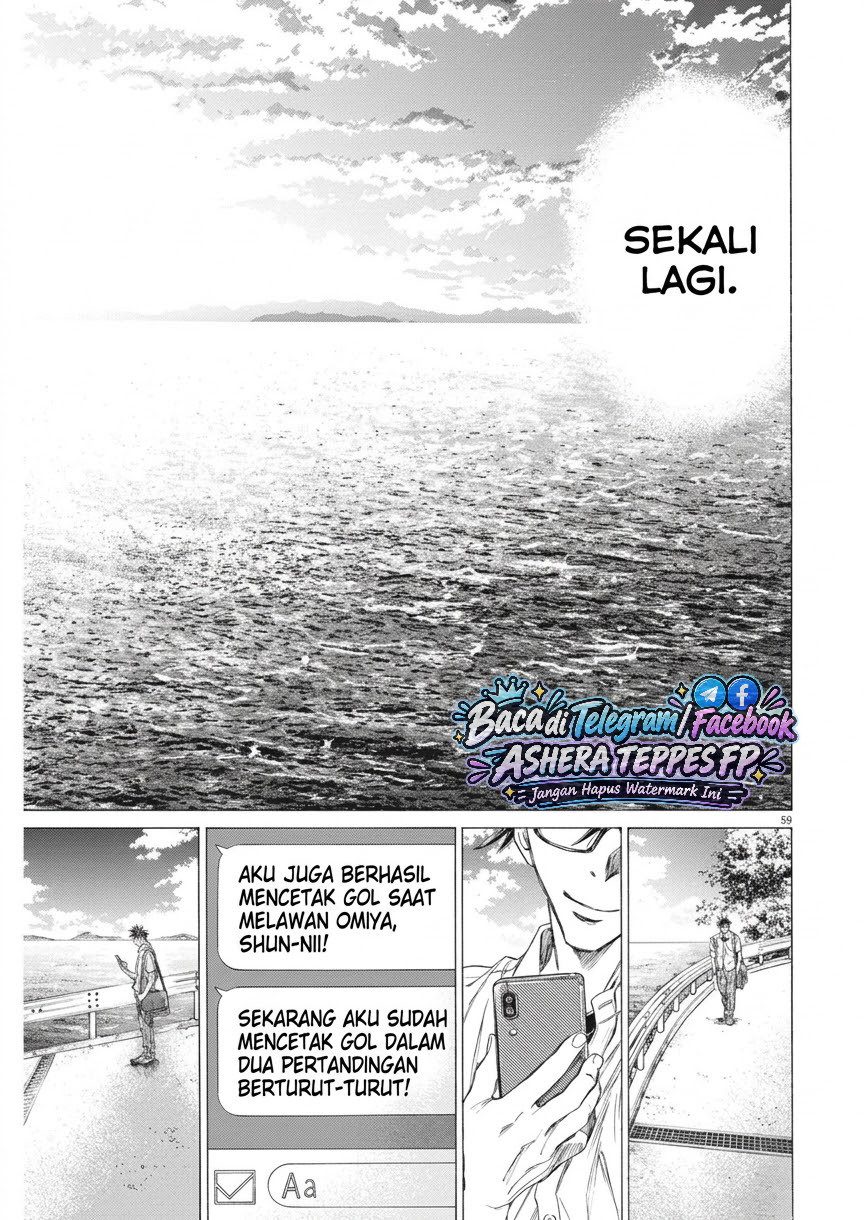 SEKALI
LAGI.
Baca di Telegram/Facebook
ASHERA TEPPES FP
Jangan Hapus Watermark Ini
59
AKU JUGA BERHASIL
MENCETAK GOL SAAT
MELAWAN OMIYA,
SHUN-NII!
SEKARANG AKU SUDAH
MENCETAK GOL DALAM
DUA PERTANDINGAN
BERTURUT-TURUT!
Aa